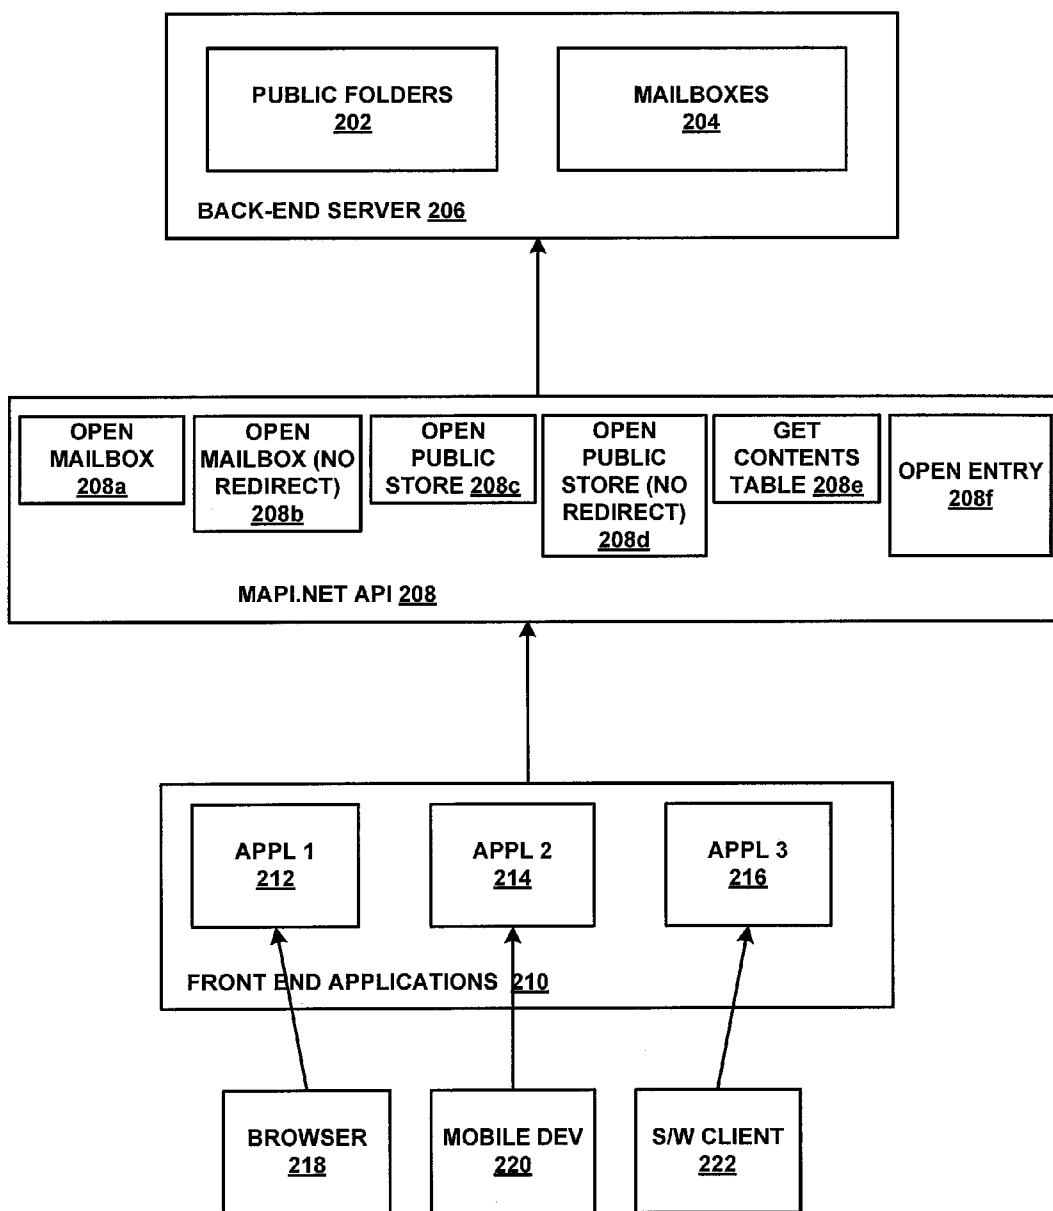 PUBLIC FOLDERS
202
MAILBOXES
204
BACK-END SERVER 206
OPEN
MAILBOX
208a
OPEN
MAILBOX (NO
REDIRECT)
208b
OPEN
PUBLIC
STORE 208c
OPEN
PUBLIC
STORE (NO
REDIRECT)
208d
GET
CONTENTS
TABLE 208e
OPEN ENTRY
208f
MAPI.NET API 208
APPL 1
212
APPL 2
214
APPL 3
216
FRONT END APPLICATIONS 210
BROWSER
218
MOBILE DEV
220
S/W CLIENT
222